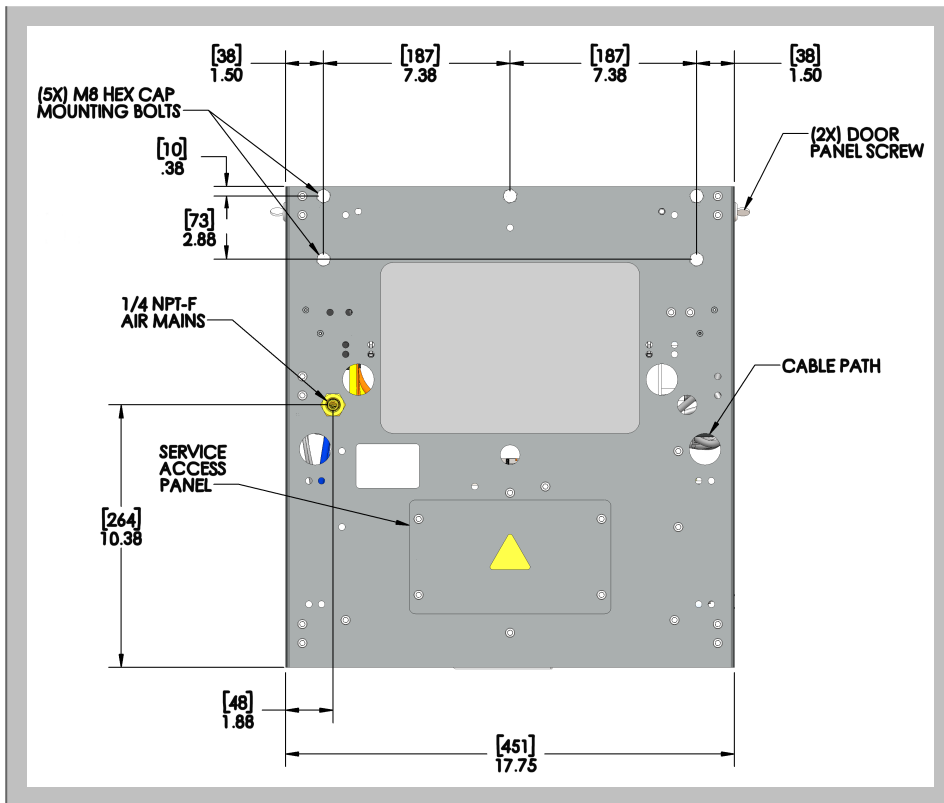 [38]
1.50
[187]
7.38
[187]
7.38
[38]
1.50
(5X) M8 HEX CAP
MOUNTING BOLTS
(2X) DOOR
PANEL SCREW
[10]
.38
[73]
2.88
1/4 NPT-F
AIR MAINS
CABLE PATH
SERVICE
ACCESS
PANEL
[264]
10.38
[48]
1.88
[451]
17.75